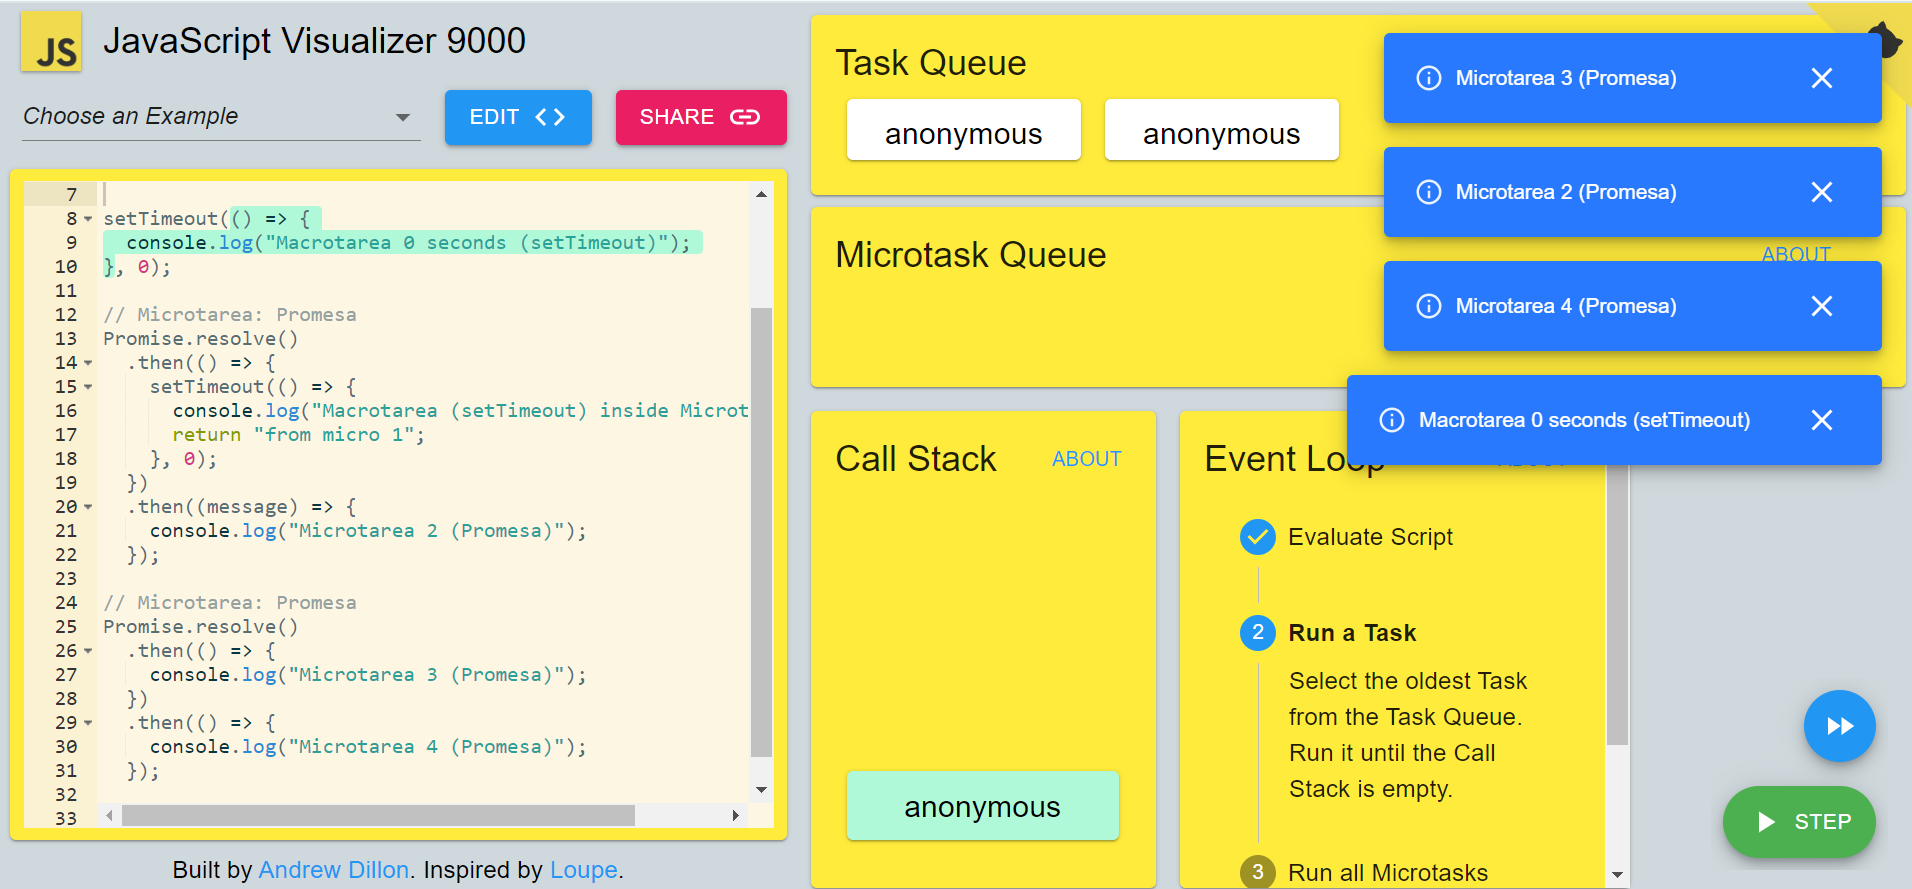 JS
JavaScript Visualizer 9000
Choose an Example
EDIT
SHARE
7
8 setTimeout(() => {
9 console.log("Macrotarea 0 seconds (setTimeout)");
10 }, 0);
11
12 // Microtarea: Promesa
13 Promise.resolve()
14 .then(() => {
15 setTimeout(() => {
16 console.log("Macrotarea (setTimeout) inside Microt
17 return "from micro 1";
18 }, 0);
19 })
20 .then((message) => {
21 console.log("Microtarea 2 (Promesa)");
22 });
23
24 // Microtarea: Promesa
25 Promise.resolve()
26 .then(() => {
27 console.log("Microtarea 3 (Promesa)");
28 })
29 .then(() => {
30 console.log("Microtarea 4 (Promesa)");
31 });
32
33
Built by Andrew Dillon. Inspired by Loupe.
Task Queue
anonymous anonymous
Microtask Queue
ABOUT
Call Stack ABOUT
anonymous
Event Loop
Evaluate Script
2 Run a Task
Select the oldest Task
from the Task Queue.
Run it until the Call
Stack is empty.
3 Run all Microtasks
Microtarea 3 (Promesa)
Microtarea 2 (Promesa)
Microtarea 4 (Promesa)
Macrotarea 0 seconds (setTimeout)
STEP